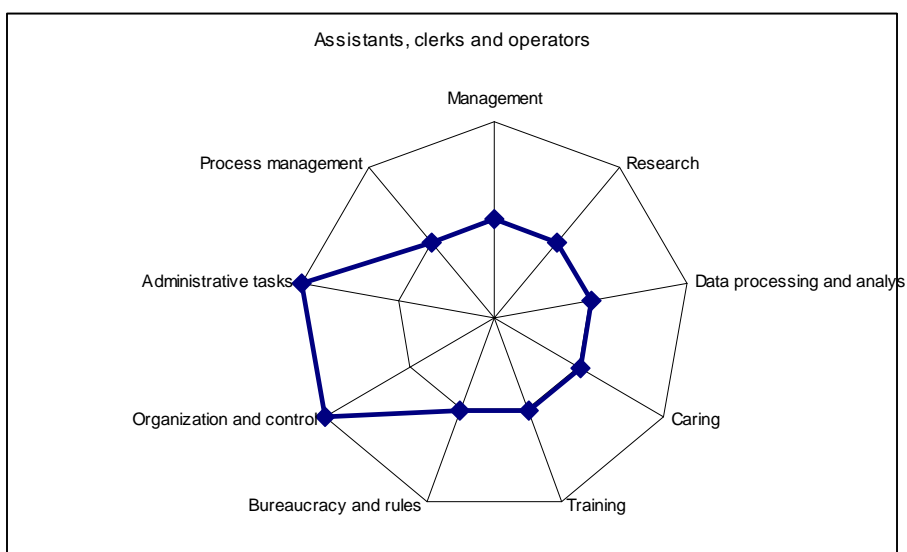 Assistants, clerks and operators
Management
Process management
Research
Administrative tasks
Data processing and analys
Organization and control
Caring
Bureaucracy and rules
Training